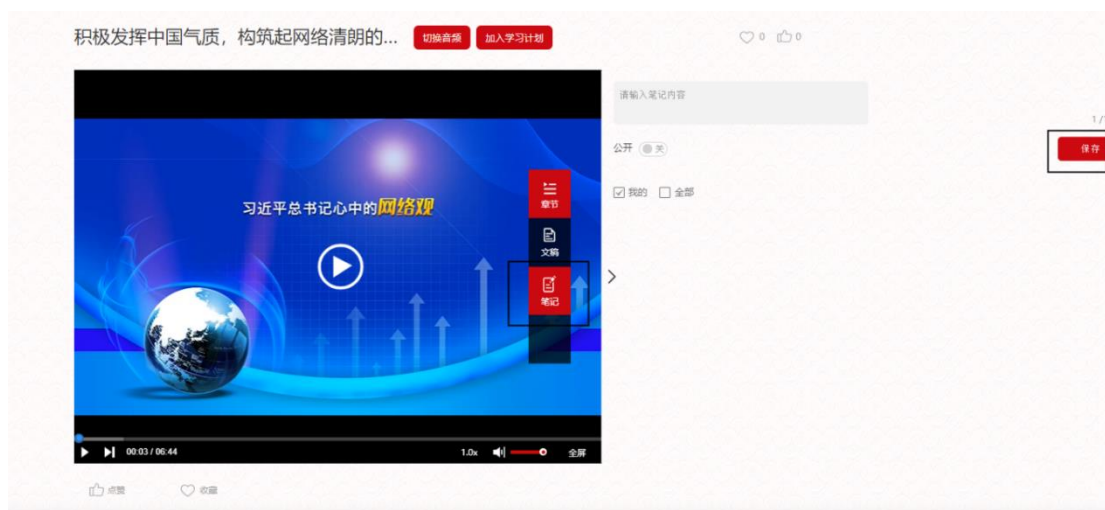 积极发挥中国气质，构筑起网络清朗的...
切换音频
加入学习计划
0
0
请输入笔记内容
1/
保存
公开
关
我的
全部
习近平总书记心中的网络观
章节
文稿
笔记
00:03 / 06:44
1.0x
全屏
点赞
收藏